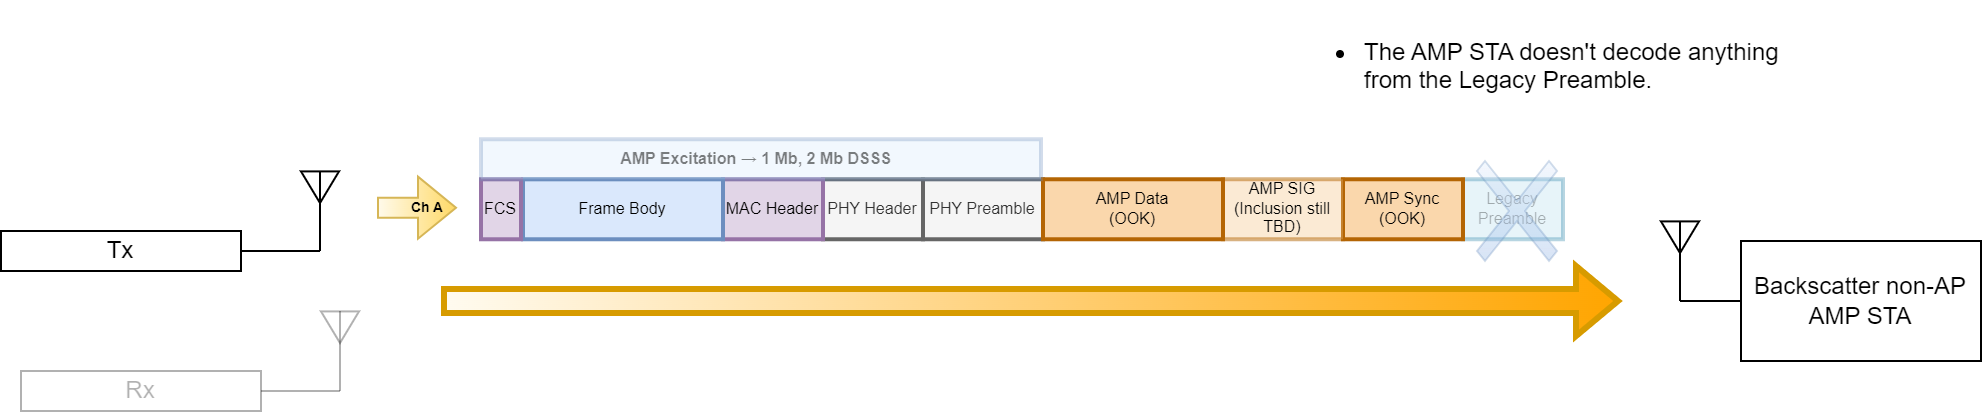 • The AMP STA doesn't decode anything
from the Legacy Preamble.
AMP Excitation → 1 Mb, 2 Mb DSSS
Ch A
FCS
Frame Body
MAC Header
PHY Header
PHY Preamble
AMP Data
(OOK)
AMP SIG
(Inclusion still
TBD)
AMP Sync
(OOK)
Legacy
Preamble
Tx
Backscatter non-AP
AMP STA
Rx